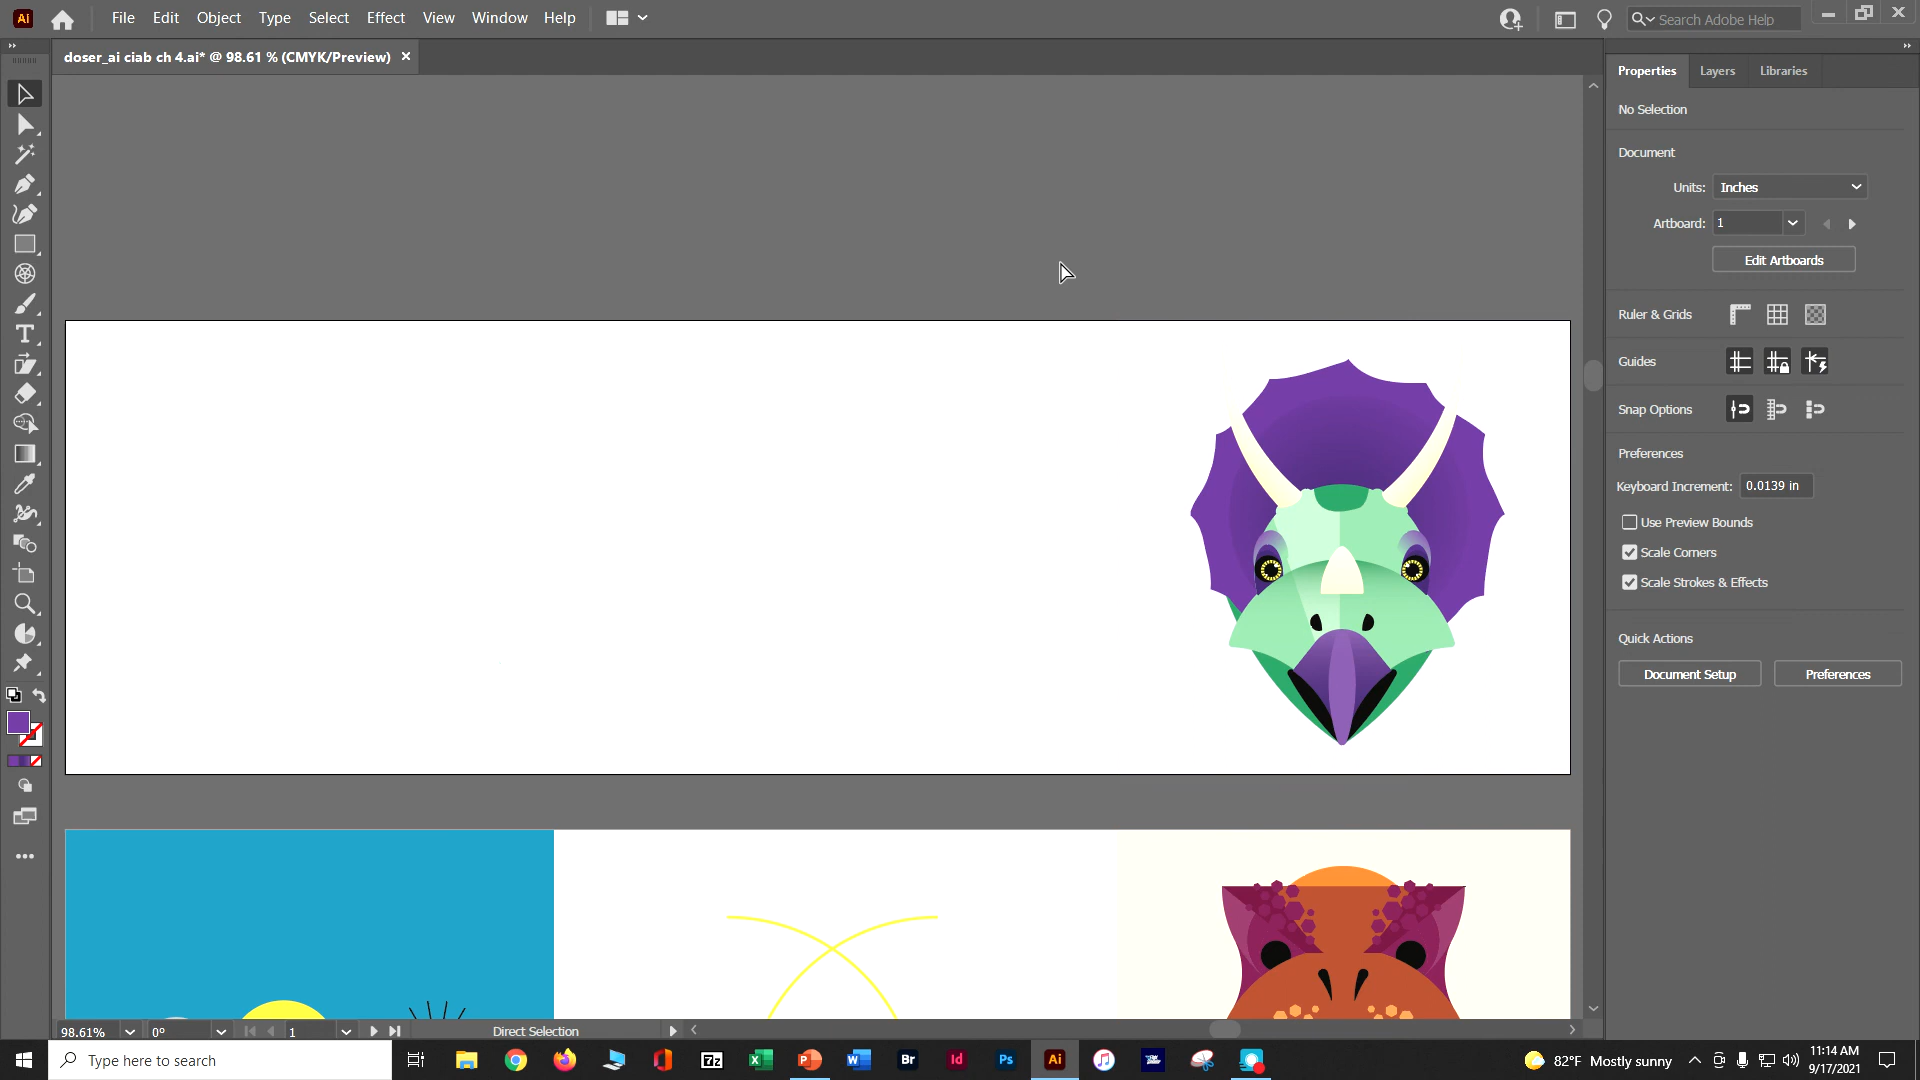 Ai File Edit Object Type Select Effect View Window Help Search Adobe Help
doser_ai ciab ch 4.ai* @ 98.61 % (CMYK/Preview) ×
Properties Layers Libraries
No Selection
Document
Units: Inches
Artboard: 1
Edit Artboards
Ruler & Grids
Guides
Snap Options
Preferences
Keyboard Increment: 0.0139 in
Use Preview Bounds
Scale Corners
Scale Strokes & Effects
Quick Actions
Document Setup Preferences
98.61% 0° 1 Direct Selection
Type here to search 7z Br Id Ps Ai 82°F Mostly sunny 11:14 AM
9/17/2021